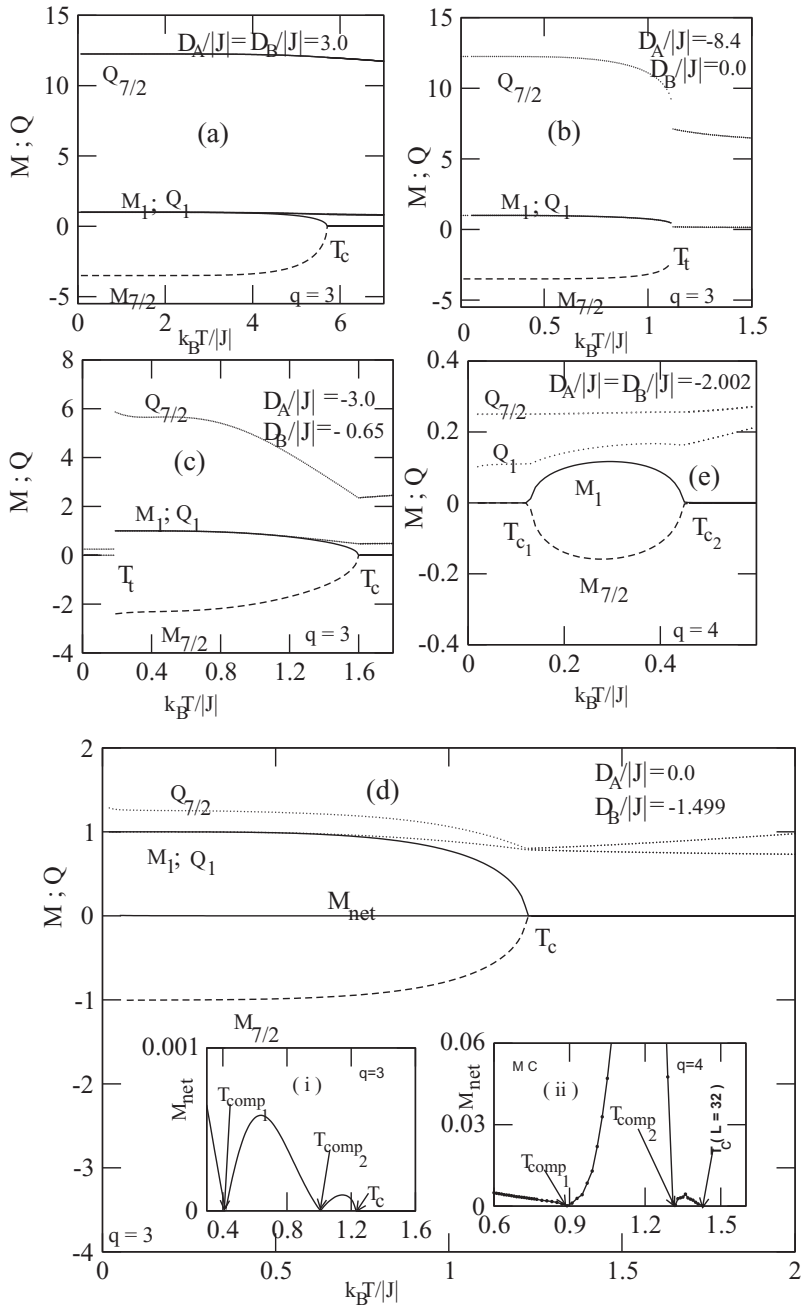 D_A/|J| = D_B/|J| = 3.0
15
10
5
0
-5
M ; Q
Q_7/2
(a)
M_1; Q_1
T_c
M_7/2
q = 3
0 2 4 6
k_BT/|J|
D_A/|J| = -8.4
D_B/|J| = 0.0
15
10
5
0
-5
M ; Q
Q_7/2
(b)
M_1; Q_1
T_t
M_7/2
q = 3
0.5 1 1.5
k_BT/|J|
8
6
4
2
0
-2
-4
M ; Q
Q_7/2
D_A/|J| = -3.0
D_B/|J| = - 0.65
(c)
M_1; Q_1
T_t
T_c
M_7/2
q = 3
0 0.4 0.8 1.2 1.6
k_BT/|J|
0.4
0.2
0
-0.2
-0.4
M ; Q
D_A/|J| = D_B/|J| = -2.002
Q_7/2
Q_1
(e)
M_1
T_c_1
T_c_2
M_7/2
q = 4
0 0.2 0.4
k_BT/|J|
2
1
0
-1
-2
-3
-4
M ; Q
Q_7/2
(d)
D_A/|J| = 0.0
D_B/|J| = -1.499
M_1; Q_1
M_net
T_c
M_7/2
0.001
0
M_net
( i )
q=3
T_comp_1
T_comp_2
T_c
0.4 0.8 1.2 1.6
0.06
0.03
0
M_net
M C
( ii )
q=4
T_comp_2
T_comp_1
T_C ( L = 32 )
0.6 0.9 1.2 1.5
q = 3
0 0.5 1 1.5 2
k_BT/|J|